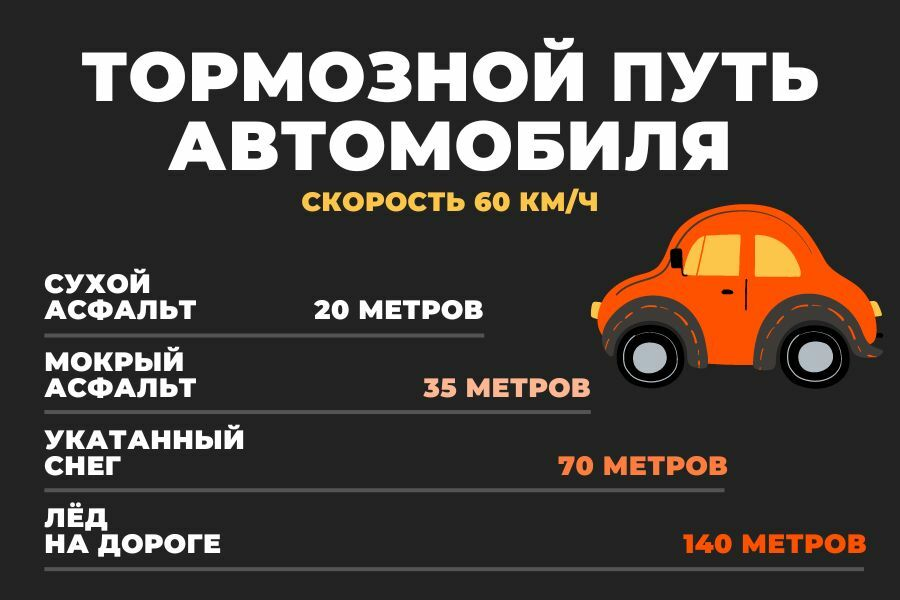 ТОРМОЗНОЙ ПУТЬ
АВТОМОБИЛЯ
СКОРОСТЬ 60 КМ/Ч
СУХОЙ
АСФАЛЬТ 20 МЕТРОВ
МОКРЫЙ
АСФАЛЬТ 35 МЕТРОВ
УКАТАННЫЙ
СНЕГ 70 МЕТРОВ
ЛЁД
НА ДОРОГЕ 140 МЕТРОВ